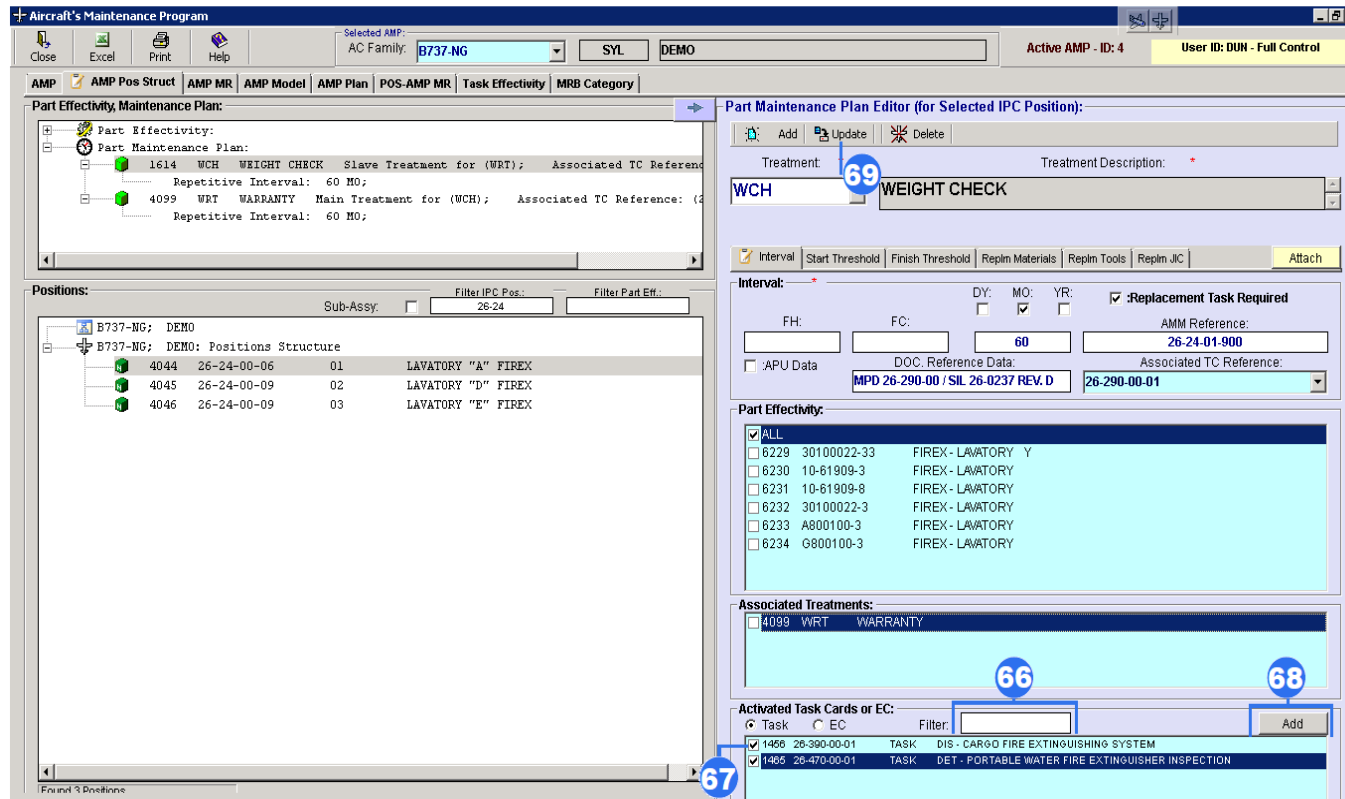 Aircraft's Maintenance Program
Close Excel Print Help
Selected AMP:
AC Family: B737-NG SYL DEMO
Active AMP - ID: 4
User ID: DUN - Full Control
AMP AMP Pos Struct AMP MR AMP Model AMP Plan POS-AMP MR Task Effectivity MRB Category
Part Effectivity, Maintenance Plan:
Part Effectivity:
Part Maintenance Plan:
1614 WCH WEIGHT CHECK Slave Treatment for (WRT); Associated TC Referenc
Repetitive Interval: 60 MO;
4099 WRT WARRANTY Main Treatment for (WCH); Associated TC Reference: (2
Repetitive Interval: 60 MO;
Positions:
Sub-Assy: Filter IPC Pos.: 26-24 Filter Part Eff.:
B737-NG; DEMO
B737-NG; DEMO: Positions Structure
4044 26-24-00-06 01 LAVATORY "A" FIREX
4045 26-24-00-09 02 LAVATORY "D" FIREX
4046 26-24-00-09 03 LAVATORY "E" FIREX
Found 3 Positions
Part Maintenance Plan Editor (for Selected IPC Position):
Add Update Delete
69
Treatment: Treatment Description: *
WCH WEIGHT CHECK
Interval Start Threshold Finish Threshold Replm Materials Replm Tools Replm JIC Attach
Interval: *
DY: MO: YR: :Replacement Task Required
FH: FC: AMM Reference:
60 26-24-01-900
:APU Data DOC. Reference Data: Associated TC Reference:
MPD 26-290-00 / SIL 26-0237 REV. D 26-290-00-01
Part Effectivity:
ALL
6229 30100022-33 FIREX - LAVATORY Y
6230 10-61909-3 FIREX - LAVATORY
6231 10-61909-8 FIREX - LAVATORY
6232 30100022-3 FIREX - LAVATORY
6233 A800100-3 FIREX - LAVATORY
6234 G800100-3 FIREX - LAVATORY
Associated Treatments:
4099 WRT WARRANTY
66
68
Activated Task Cards or EC:
Task EC Filter: Add
1456 26-390-00-01 TASK DIS - CARGO FIRE EXTINGUISHING SYSTEM
67
1465 26-470-00-01 TASK DET - PORTABLE WATER FIRE EXTINGUISHER INSPECTION